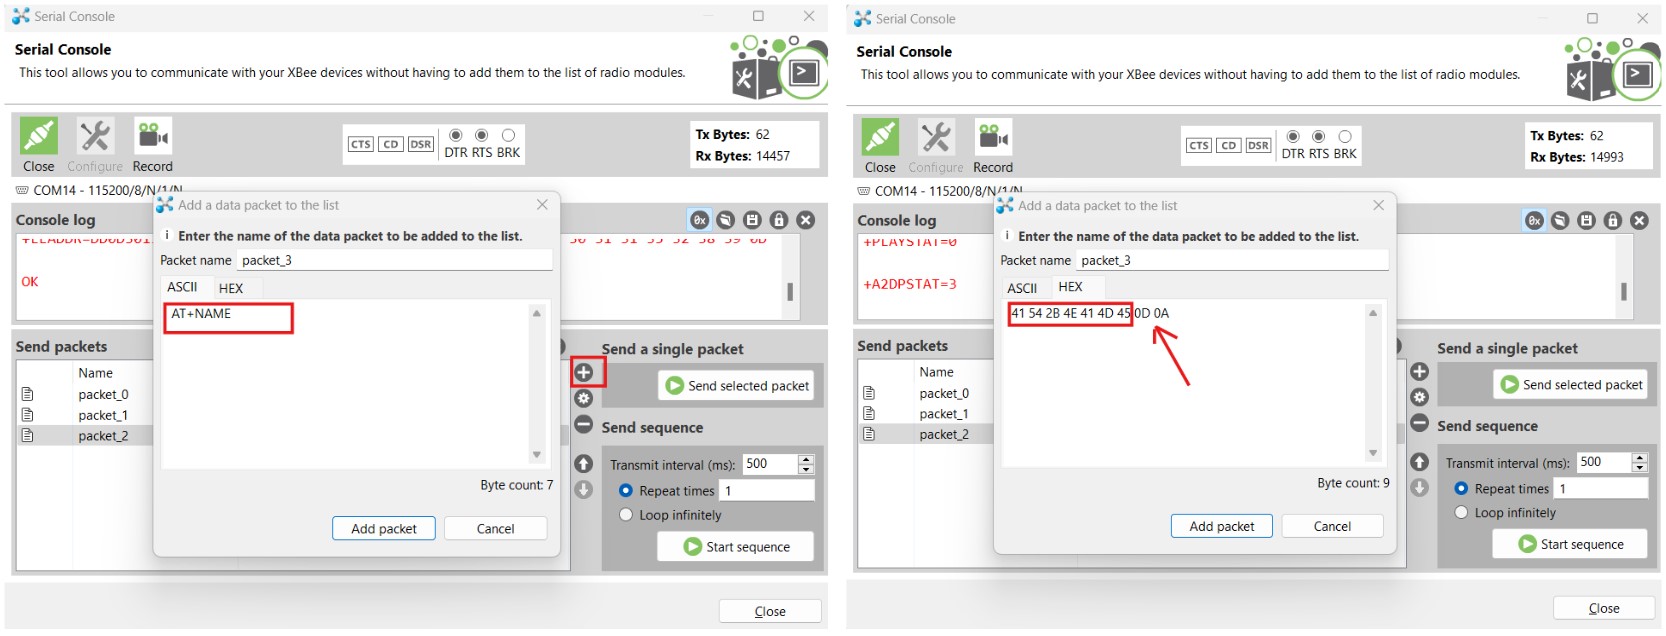 Serial Console
Serial Console
This tool allows you to communicate with your XBee devices without having to add them to the list of radio modules.
Close
Configure
Record
CTS CD DSR
DTR RTS BRK
Tx Bytes: 62
Rx Bytes: 14457
COM14 - 115200/8/N/1/N
Add a data packet to the list
Console log
0x
i Enter the name of the data packet to be added to the list.
Packet name packet_3
OK
ASCII
HEX
AT+NAME
Send packets
Name
packet_0
packet_1
packet_2
Byte count: 7
Add packet
Cancel
Send a single packet
Send selected packet
Send sequence
Transmit interval (ms): 500
Repeat times 1
Loop infinitely
Start sequence
Close
Serial Console
Serial Console
This tool allows you to communicate with your XBee devices without having to add them to the list of radio modules.
Close
Configure
Record
CTS CD DSR
DTR RTS BRK
Tx Bytes: 62
Rx Bytes: 14993
COM14 - 115200/8/N/1/N
Add a data packet to the list
Console log
0x
i Enter the name of the data packet to be added to the list.
+PLAYSTAT=0
Packet name packet_3
+A2DPSTAT=3
ASCII
HEX
41 54 2B 4E 41 4D 45 0D 0A
Send packets
Name
packet_0
packet_1
packet_2
Byte count: 9
Add packet
Cancel
Send a single packet
Send selected packet
Send sequence
Transmit interval (ms): 500
Repeat times 1
Loop infinitely
Start sequence
Close